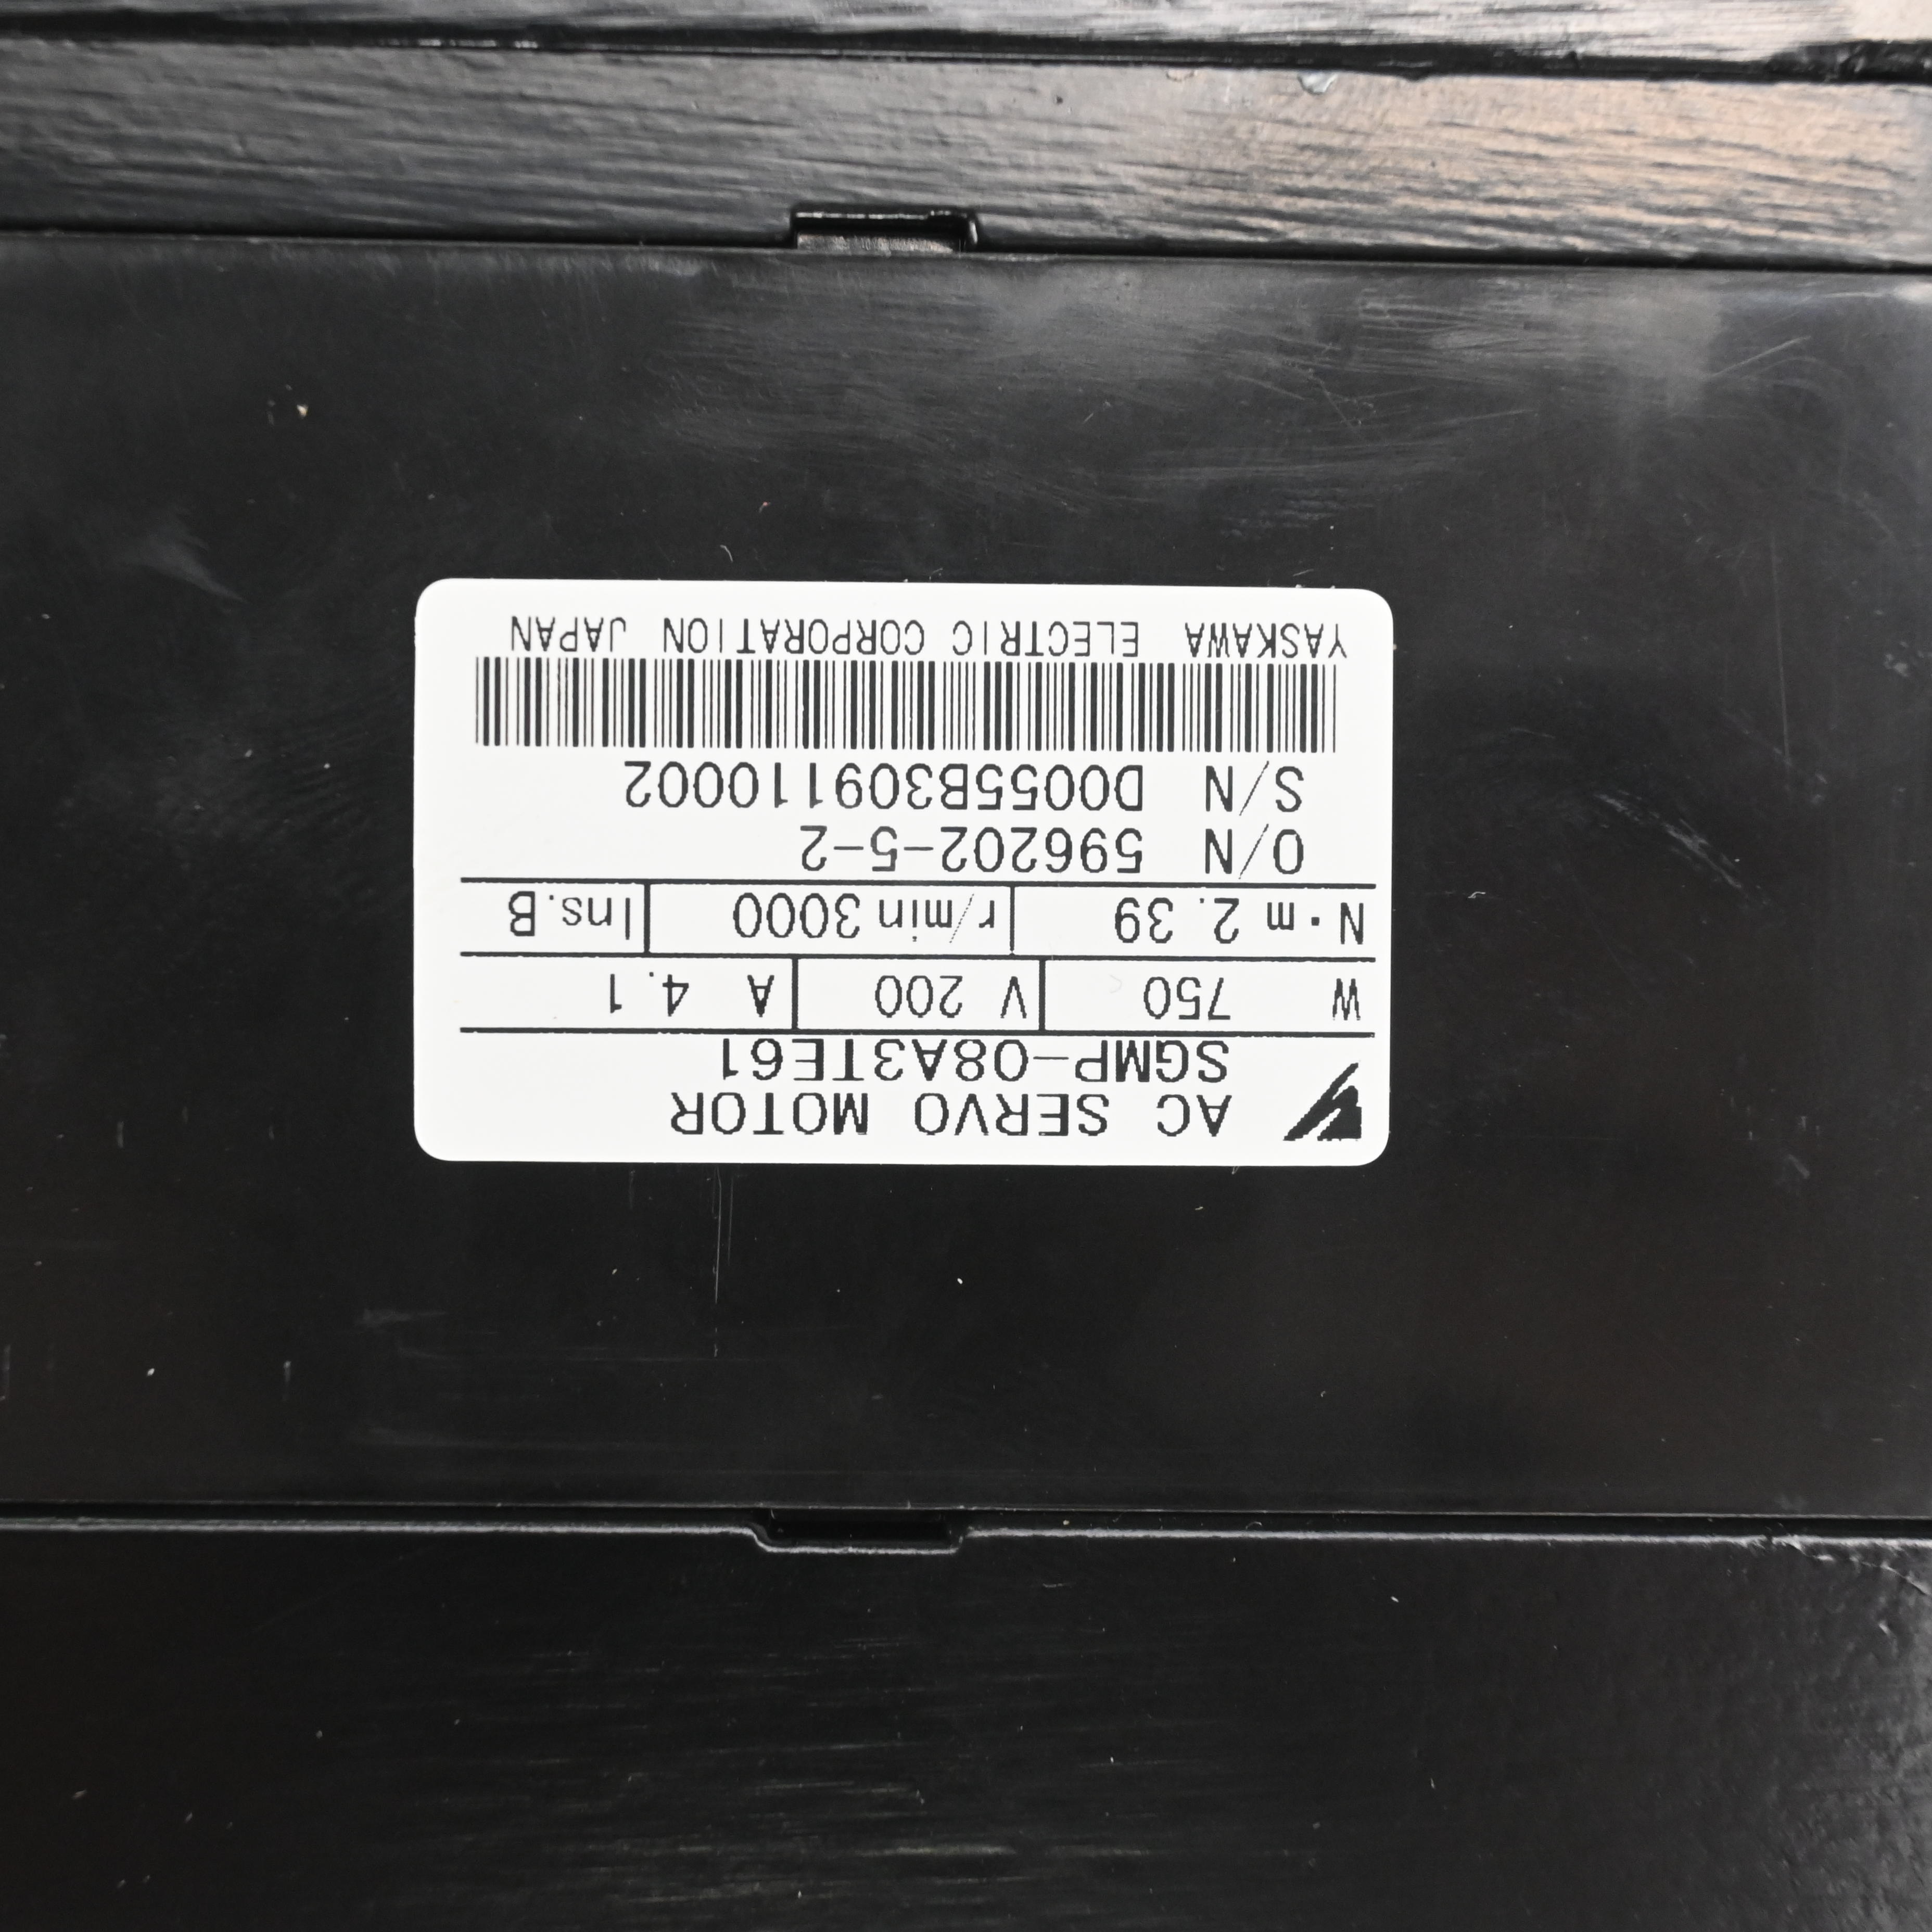 AC SERVO MOTOR
SGMP-08A3TE61
W 750 V 200 A 4.1
N·m 2.39 r/min 3000 Ins.B
O/N 596202-5-2
S/N D0055B309110002
YASKAWA ELECTRIC CORPORATION JAPAN